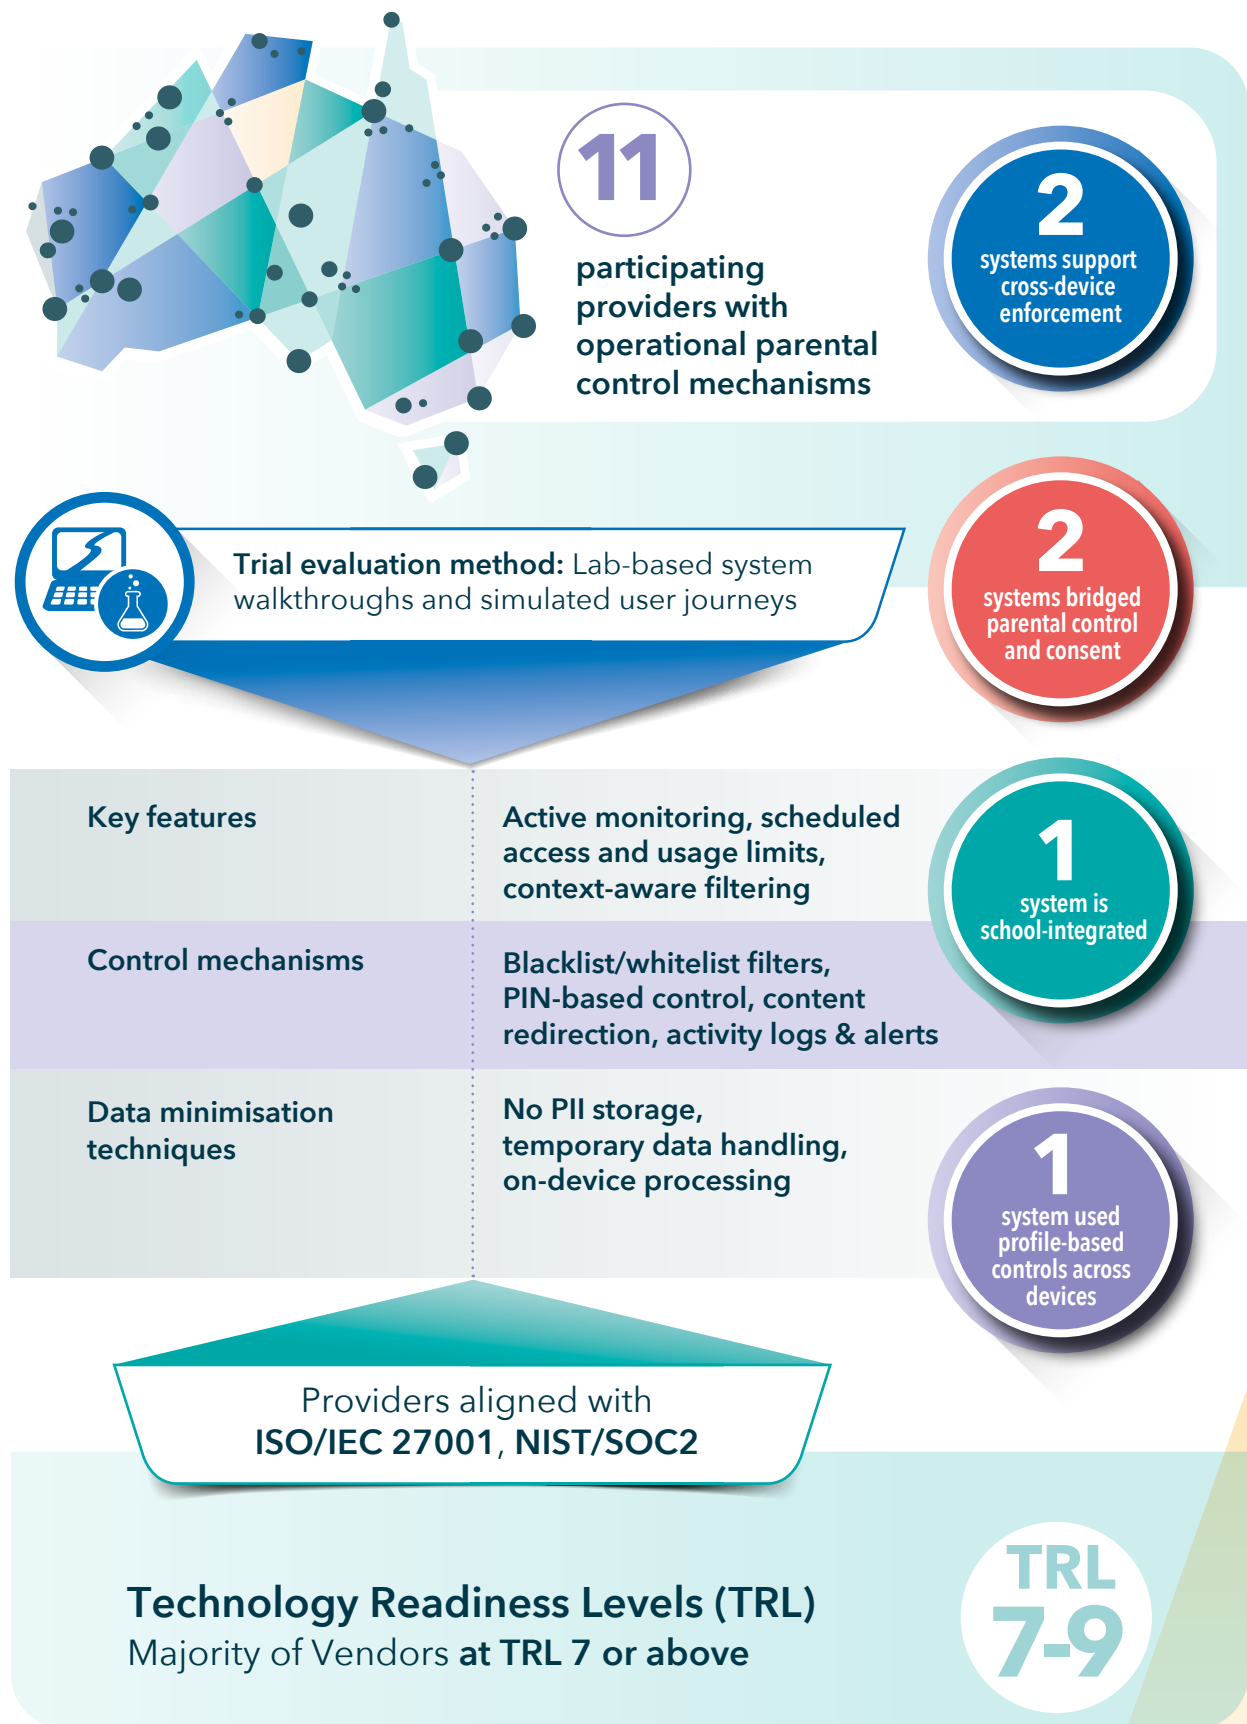 11
participating
providers with
operational parental
control mechanisms
2
systems support
cross-device
enforcement
2
systems bridged
parental control
and consent
Trial evaluation method: Lab-based system
walkthroughs and simulated user journeys
Key features
Active monitoring, scheduled
access and usage limits,
context-aware filtering
1
system is
school-integrated
Control mechanisms
Blacklist/whitelist filters,
PIN-based control, content
redirection, activity logs & alerts
Data minimisation
techniques
No PII storage,
temporary data handling,
on-device processing
1
system used
profile-based
controls across
devices
Providers aligned with
ISO/IEC 27001, NIST/SOC2
Technology Readiness Levels (TRL)
Majority of Vendors at TRL 7 or above
TRL
7-9